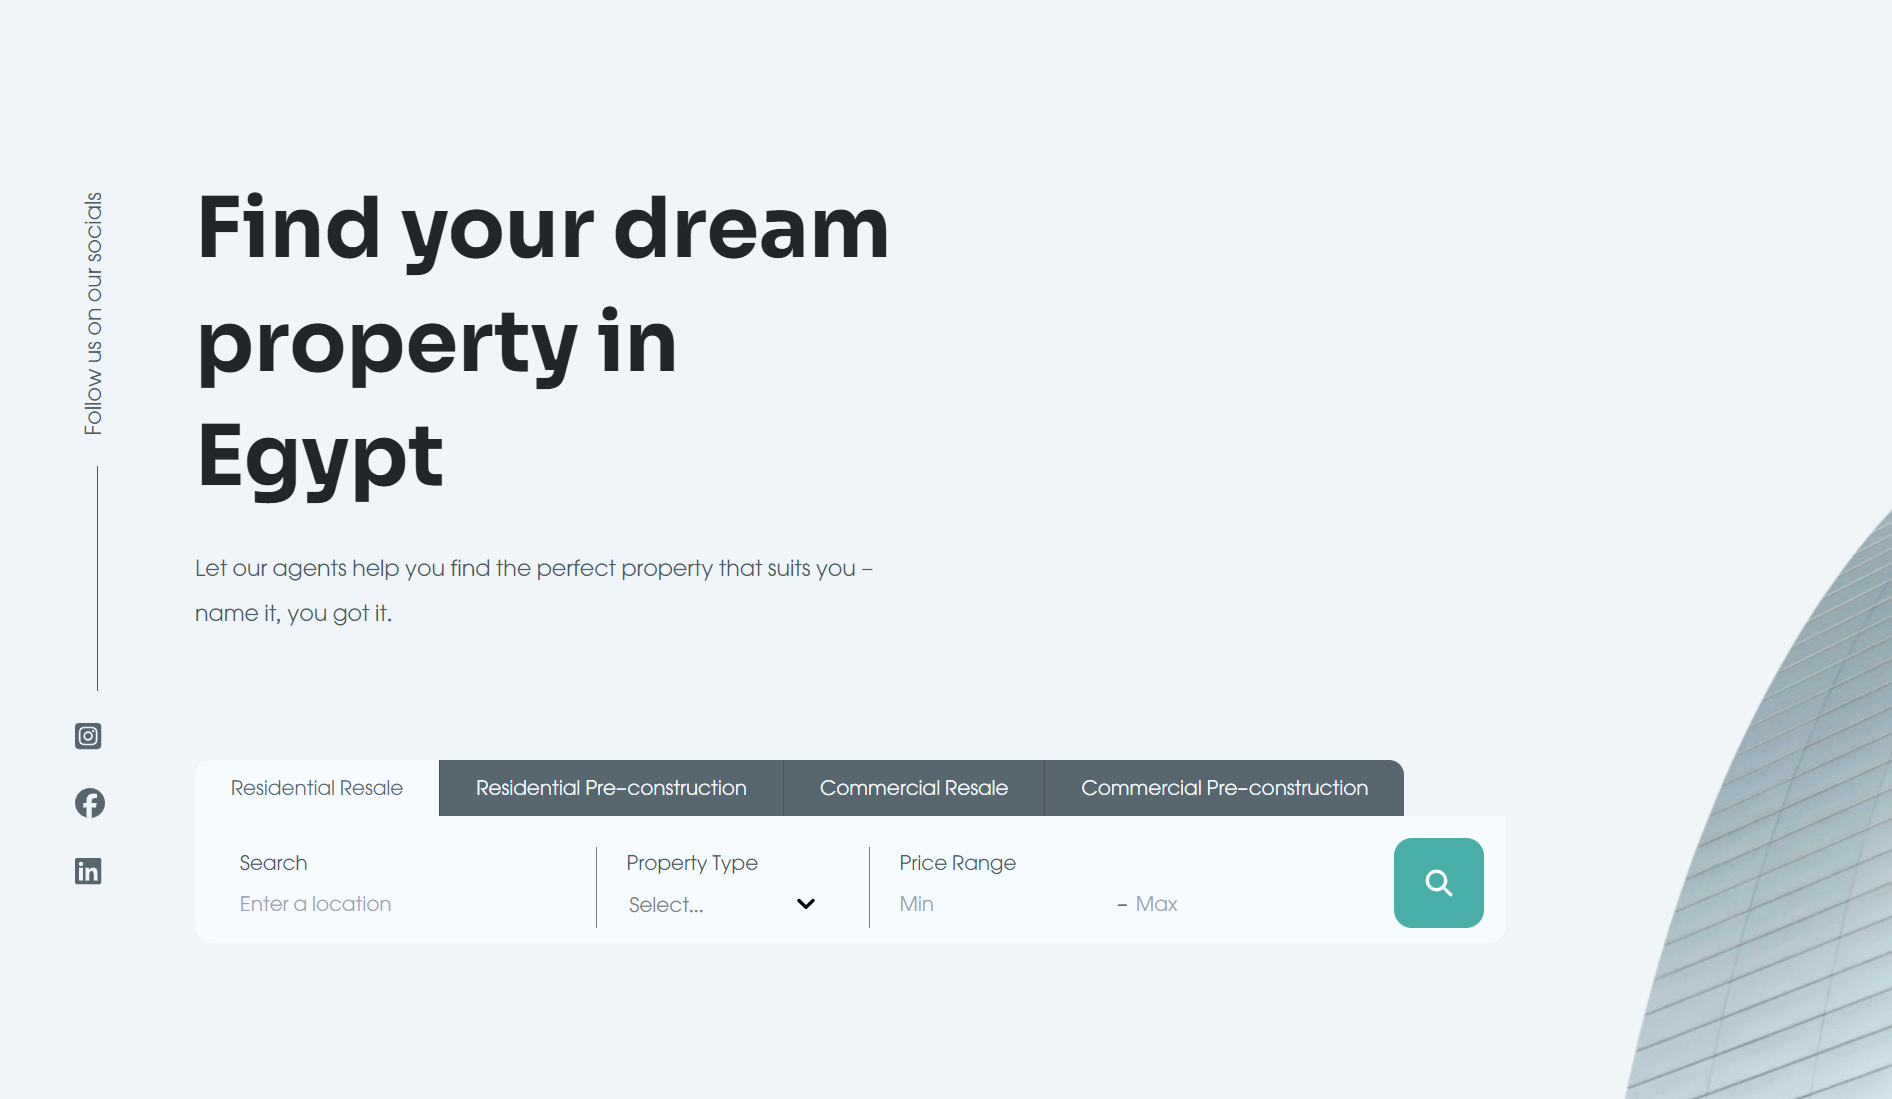 Follow us on our socials
Find your dream
property in
Egypt
Let our agents help you find the perfect property that suits you –
name it, you got it.
Residential Resale
Residential Pre-construction
Commercial Resale
Commercial Pre-construction
Search
Property Type
Price Range
Enter a location
Select...
Min
– Max